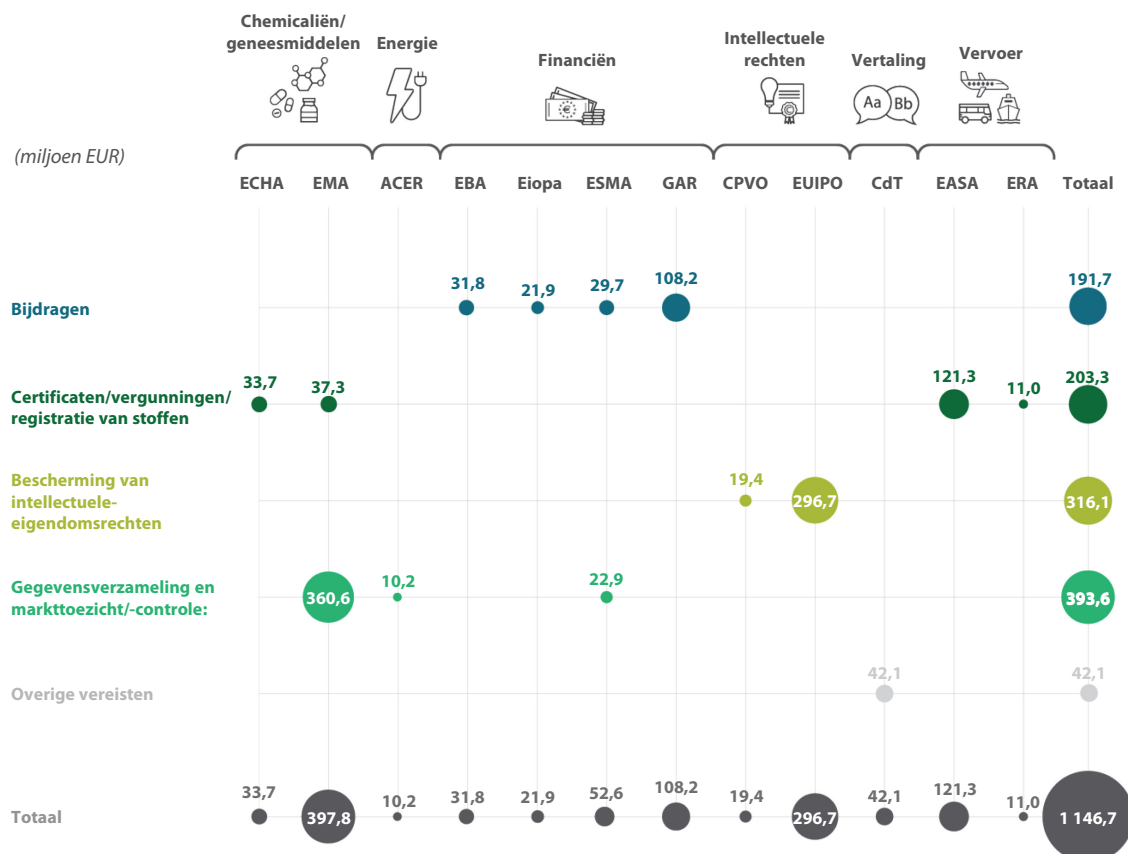 Chemicaliën/
geneesmiddelen
Energie
Financiën
Intellectuele
rechten
Vertaling
Vervoer
Aa Bb
(miljoen EUR)
ECHA EMA ACER EBA Eiopa ESMA GAR CPVO EUIPO CdT EASA ERA Totaal
Bijdragen
31,8 21,9 29,7 108,2 191,7
Certificaten/vergunningen/
registratie van stoffen
33,7 37,3 121,3 11,0 203,3
Bescherming van
intellectuele-
eigendomsrechten
19,4 296,7 316,1
Gegevensverzameling en
markttoezicht/-controle:
360,6 10,2 22,9 393,6
Overige vereisten
42,1 42,1
Totaal
33,7 397,8 10,2 31,8 21,9 52,6 108,2 19,4 296,7 42,1 121,3 11,0 1 146,7